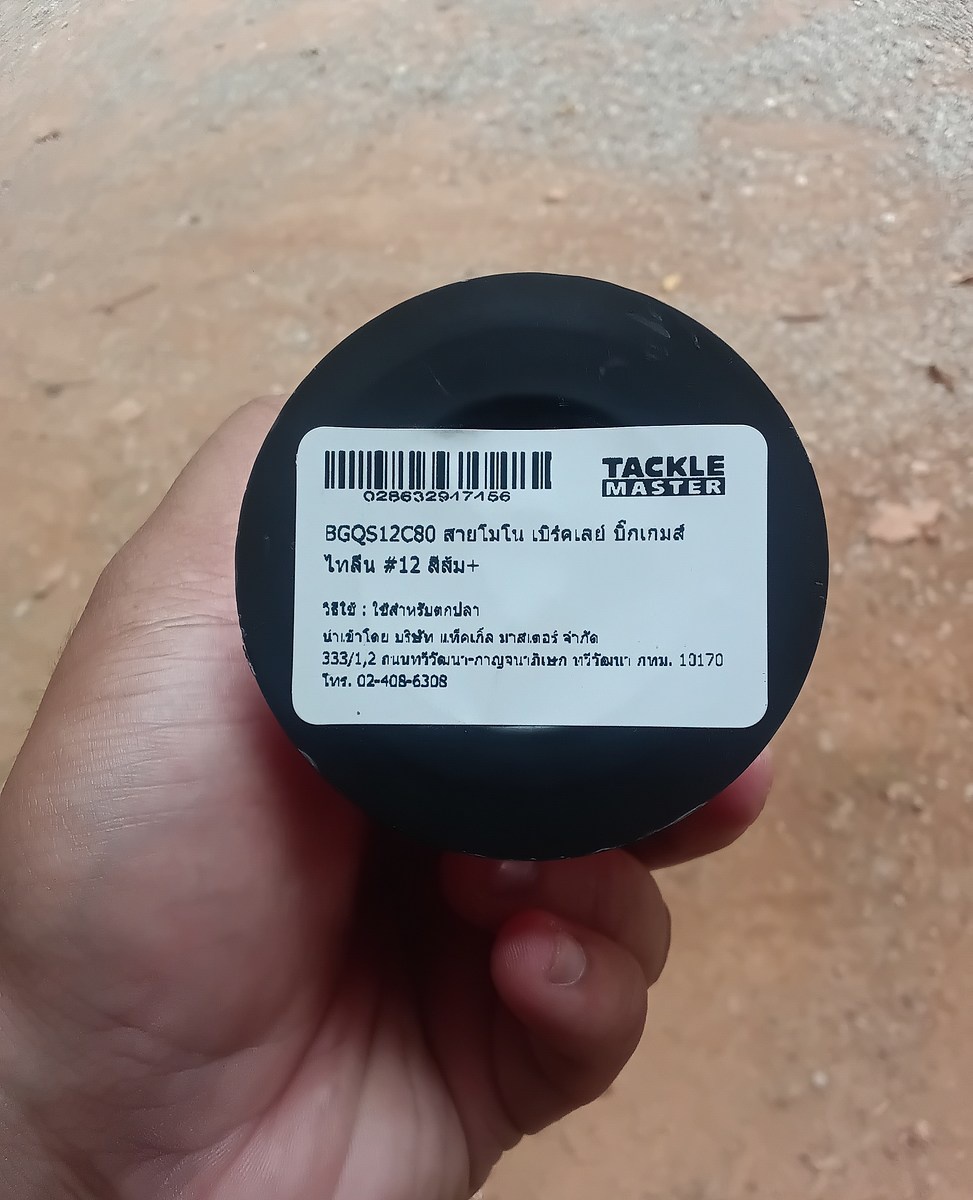 TACKLE
MASTER
028632947456
BGQS12C80 สายโมโน เบิร์คเลย์ บิ๊กเกมส์
ไทลีน #12 สีส้ม+
วิธีใช้ : ใช้สำหรับตกปลา
นำเข้าโดย บริษัท แท็คเกิ้ล มาสเตอร์ จำกัด
333/1,2 ถนนทวีวัฒนา-กาญจนาภิเษก ทวีวัฒนา กทม. 10170
โทร. 02-408-6308